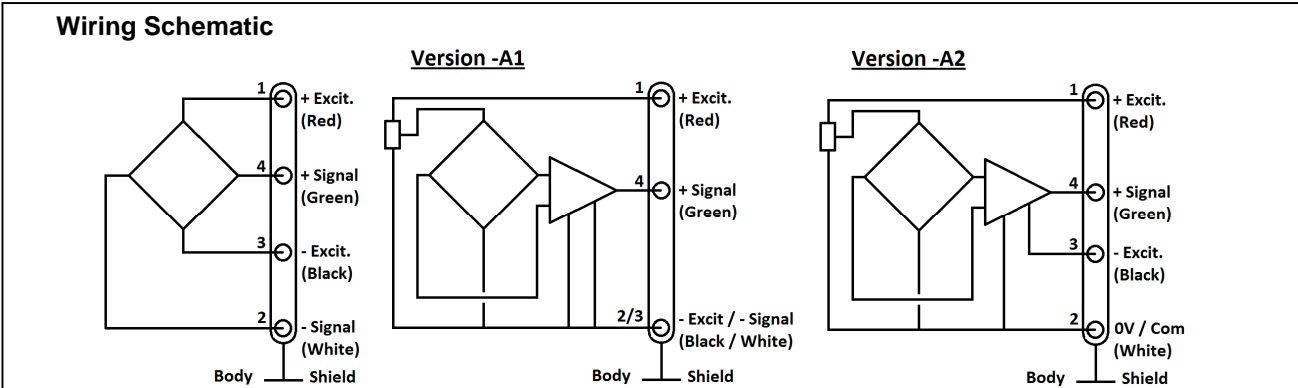 Wiring Schematic
1
+ Excit.
(Red)
4
+ Signal
(Green)
3
- Excit.
(Black)
2
- Signal
(White)
Body
Shield
Version -A1
1
+ Excit.
(Red)
4
+ Signal
(Green)
2/3
- Excit / - Signal
(Black / White)
Body
Shield
Version -A2
1
+ Excit.
(Red)
4
+ Signal
(Green)
3
- Excit.
(Black)
2
0V / Com
(White)
Body
Shield